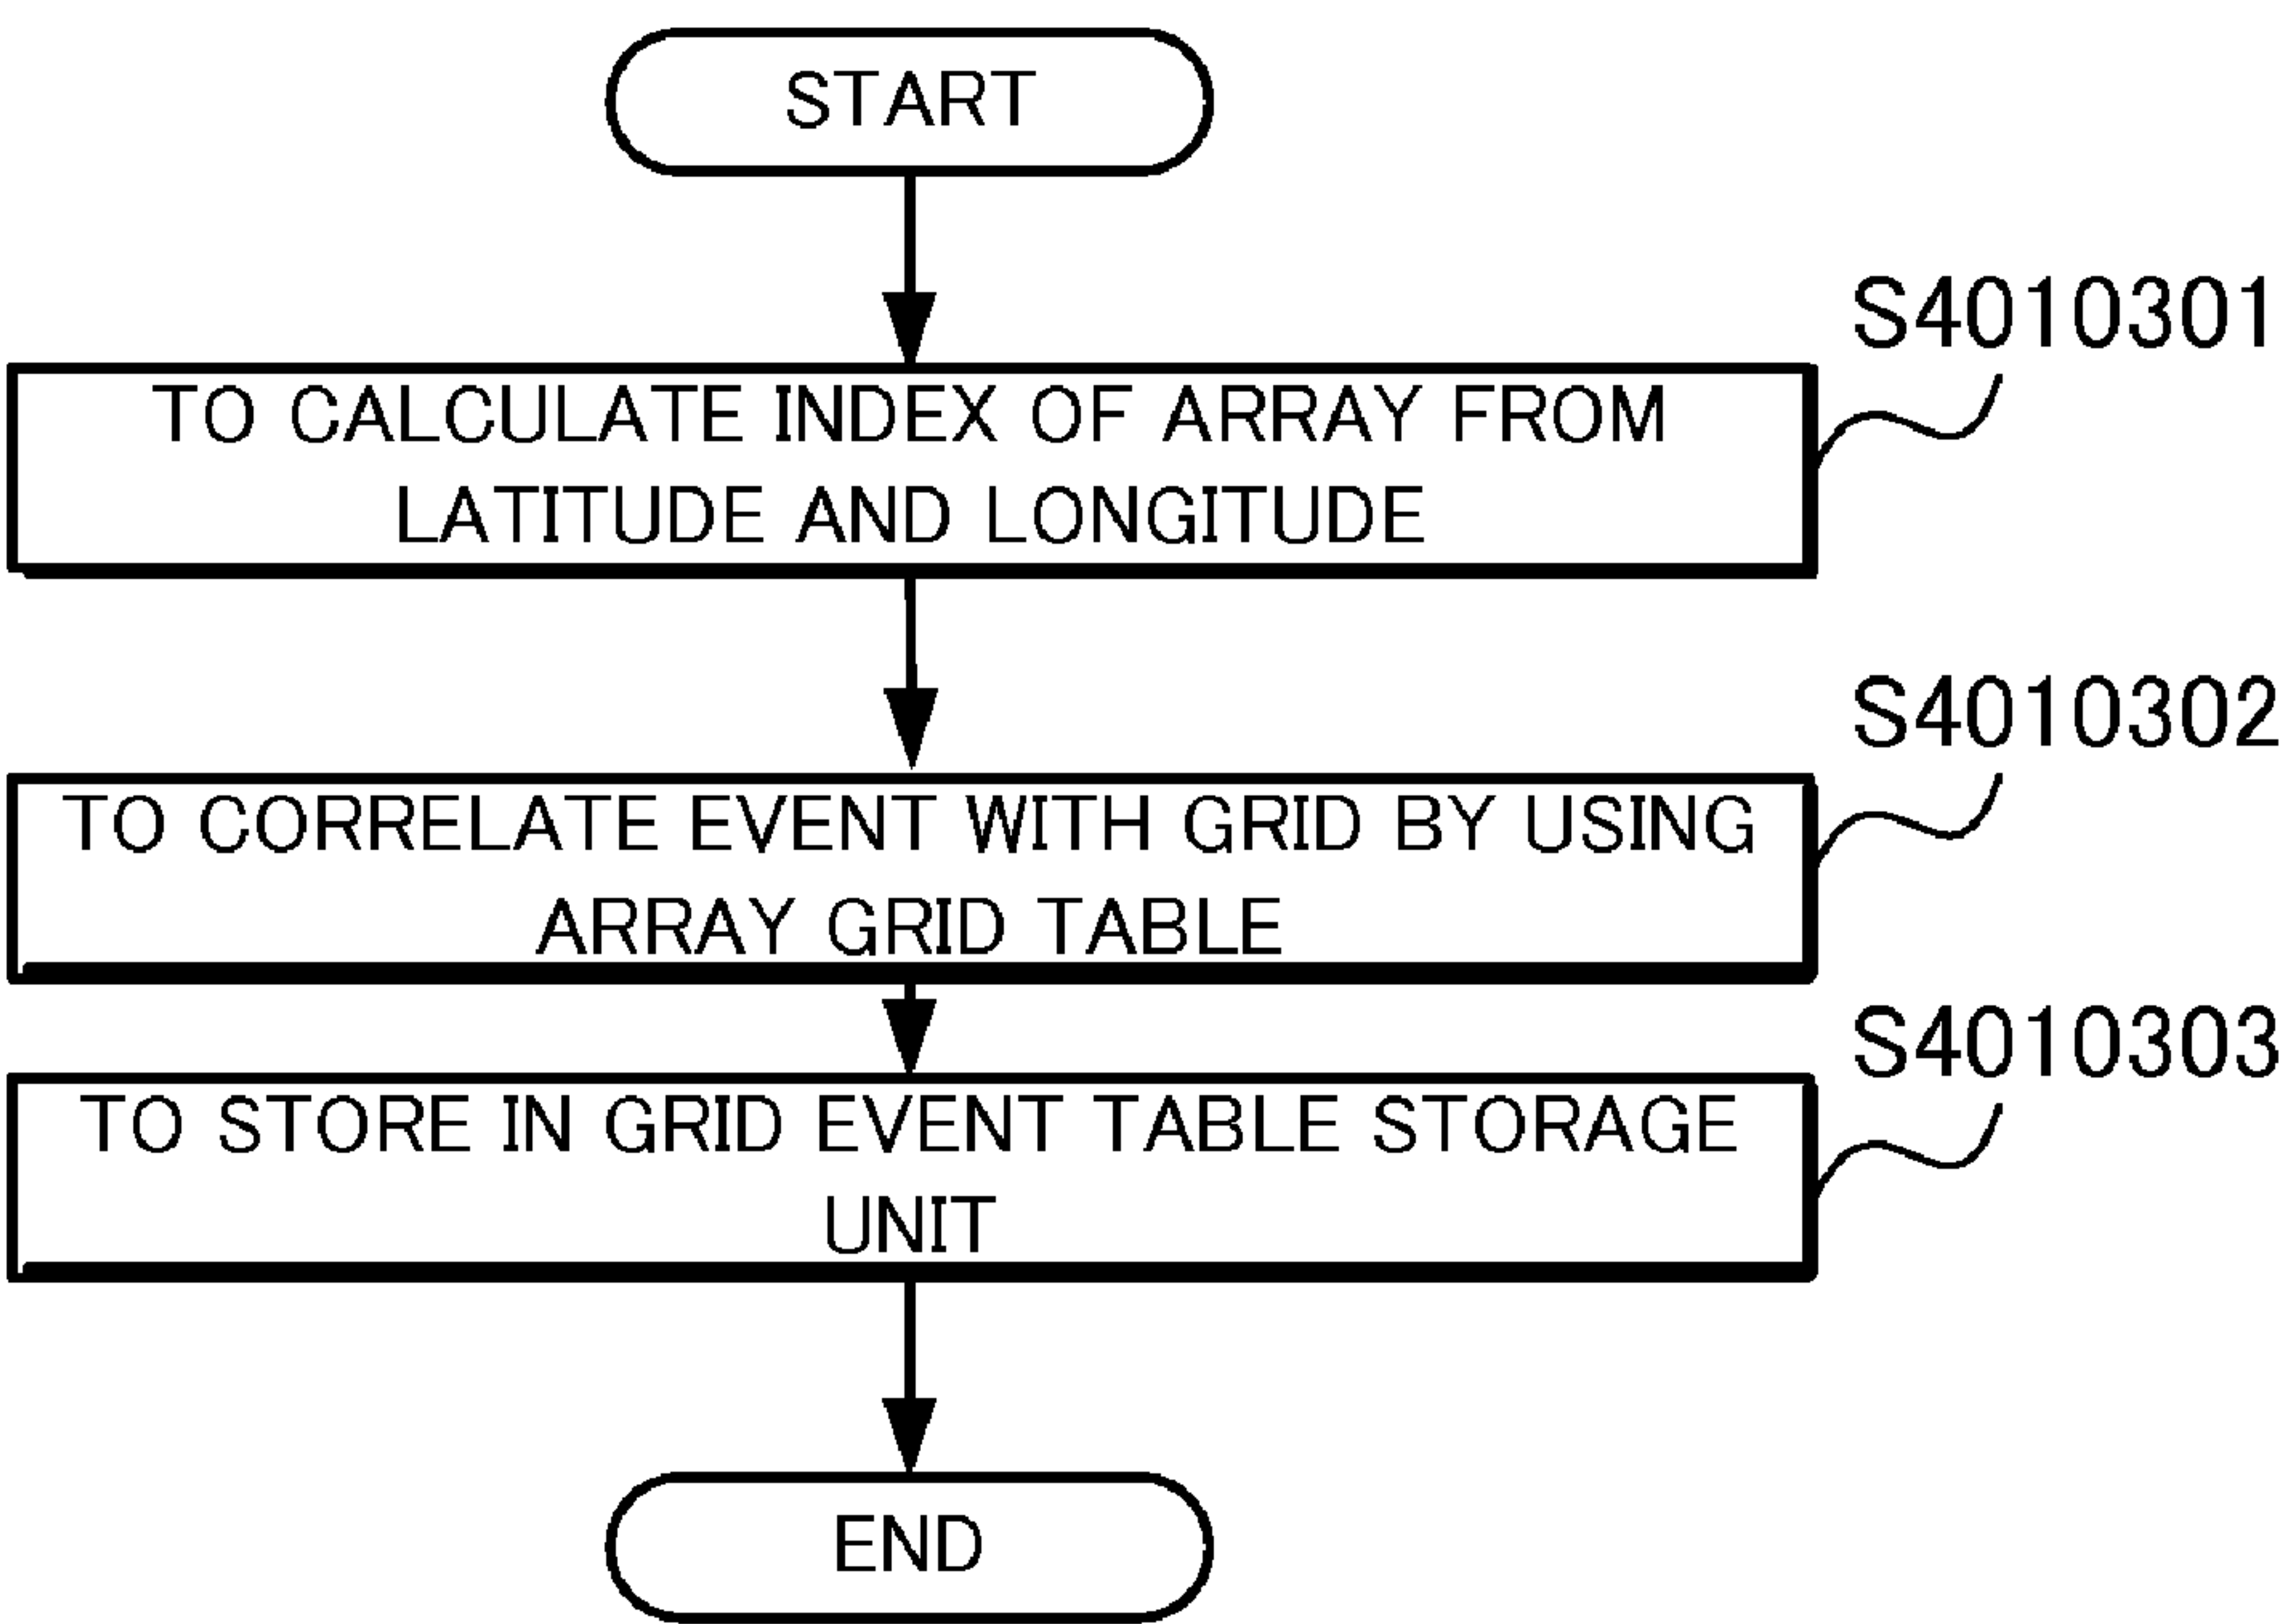 START
S4010301
TO CALCULATE INDEX OF ARRAY FROM
LATITUDE AND LONGITUDE
S4010302
TO CORRELATE EVENT WITH GRID BY USING
ARRAY GRID TABLE
S4010303
TO STORE IN GRID EVENT TABLE STORAGE
UNIT
END